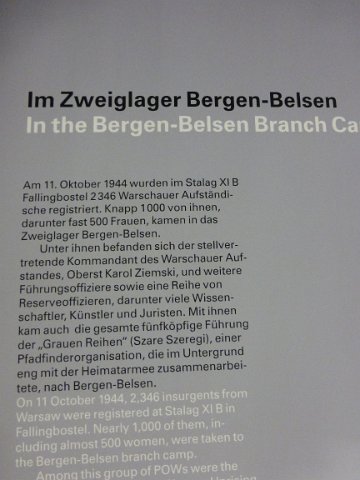 Im Zweiglager Bergen-Belsen
In the Bergen-Belsen Branch Ca
Am 11. Oktober 1944 wurden im Stalag XI B
Fallingbostel 2 346 Warschauer Aufständi-
sche registriert. Knapp 1 000 von ihnen,
darunter fast 500 Frauen, kamen in das
Zweiglager Bergen-Belsen.
Unter ihnen befanden sich der stellver-
tretende Kommandant des Warschauer Auf-
standes, Oberst Karol Ziemski, und weitere
Führungsoffiziere sowie eine Reihe von
Reserveoffizieren, darunter viele Wissen-
schaftler, Künstler und Juristen. Mit ihnen
kam auch die gesamte fünfköpfige Führung
der „Grauen Reihen“ (Szare Szeregi), einer
Pfadfinderorganisation, die im Untergrund
eng mit der Heimatarmee zusammenarbei-
tete, nach Bergen-Belsen.
On 11 October 1944, 2,346 insurgents from
Warsaw were registered at Stalag XI B in
Fallingbostel. Nearly 1,000 of them, in-
cluding almost 500 women, were taken to
the Bergen-Belsen branch camp.
Among this group of POWs were the